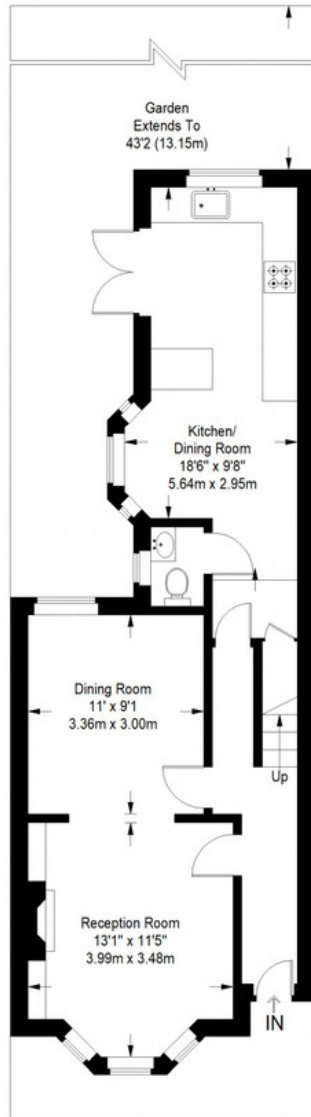 Garden
Extends To
43'2 (13.15m)
Kitchen/
Dining Room
18'6" x 9'8"
5.64m x 2.95m
Dining Room
11' x 9'1
3.36m x 3.00m
Up
Reception Room
13'1" x 11'5"
3.99m x 3.48m
IN